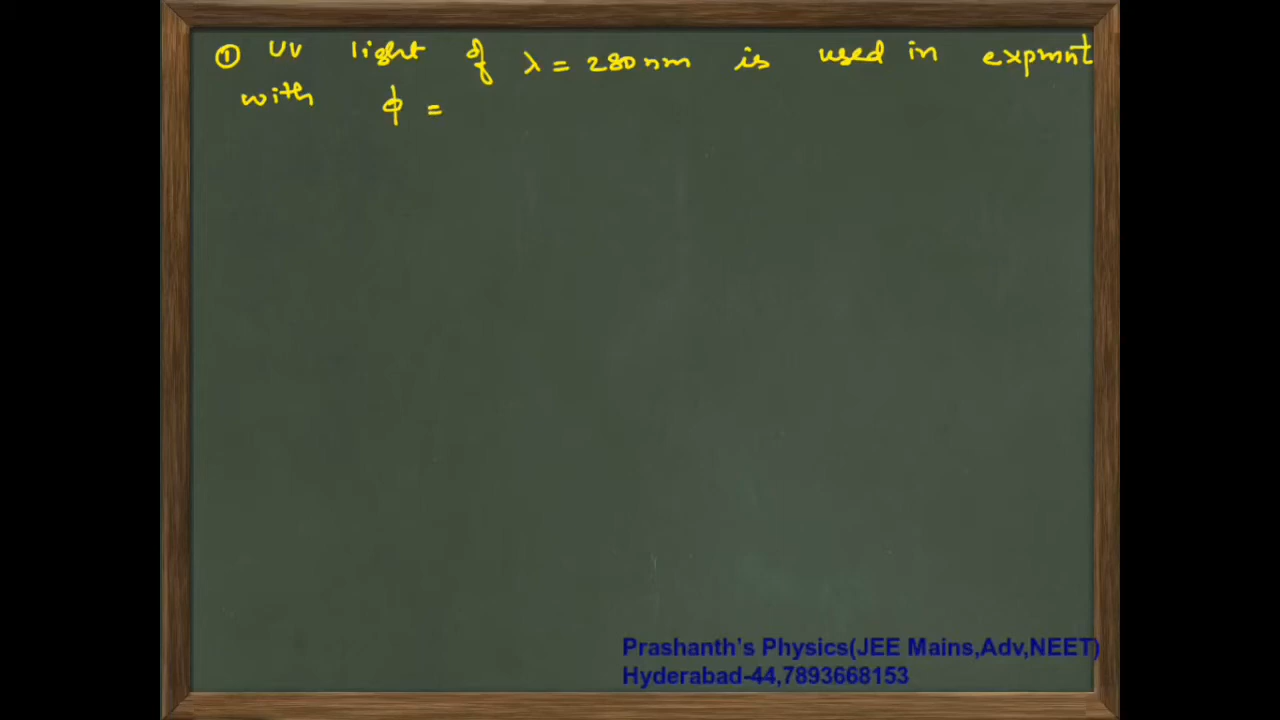 ① UV light of λ = 280 nm is used in expmnt
with ϕ =
Prashanth's Physics(JEE Mains,Adv,NEET)
Hyderabad-44,7893668153